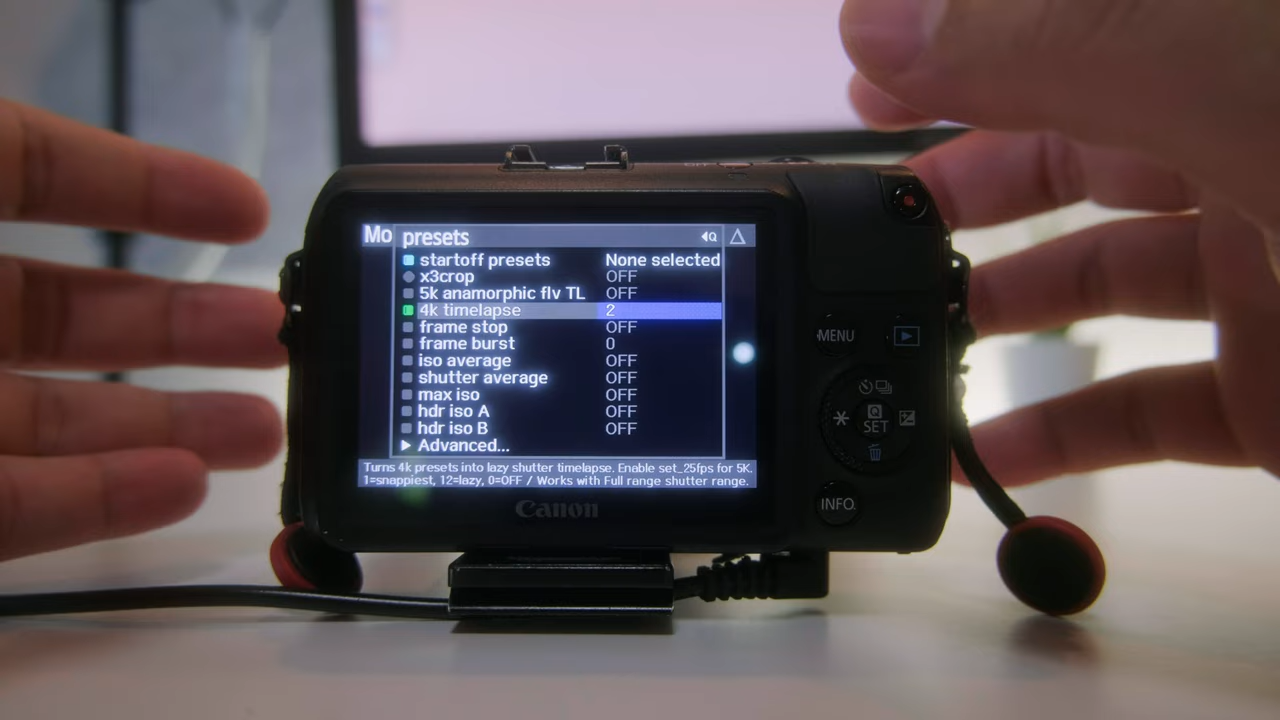 Mo presets Q
startoff presets None selected
x3crop OFF
5k anamorphic flv TL OFF
4k timelapse 2
frame stop OFF
frame burst 0
iso average OFF
shutter average OFF
max iso OFF
hdr iso A OFF
hdr iso B OFF
Advanced...
Turns 4k presets into lazy shutter timelapse. Enable set_25fps for 5K.
1=snappiest, 12=lazy, 0=OFF / Works with Full range shutter range.
MENU
Q
SET
INFO.
Canon